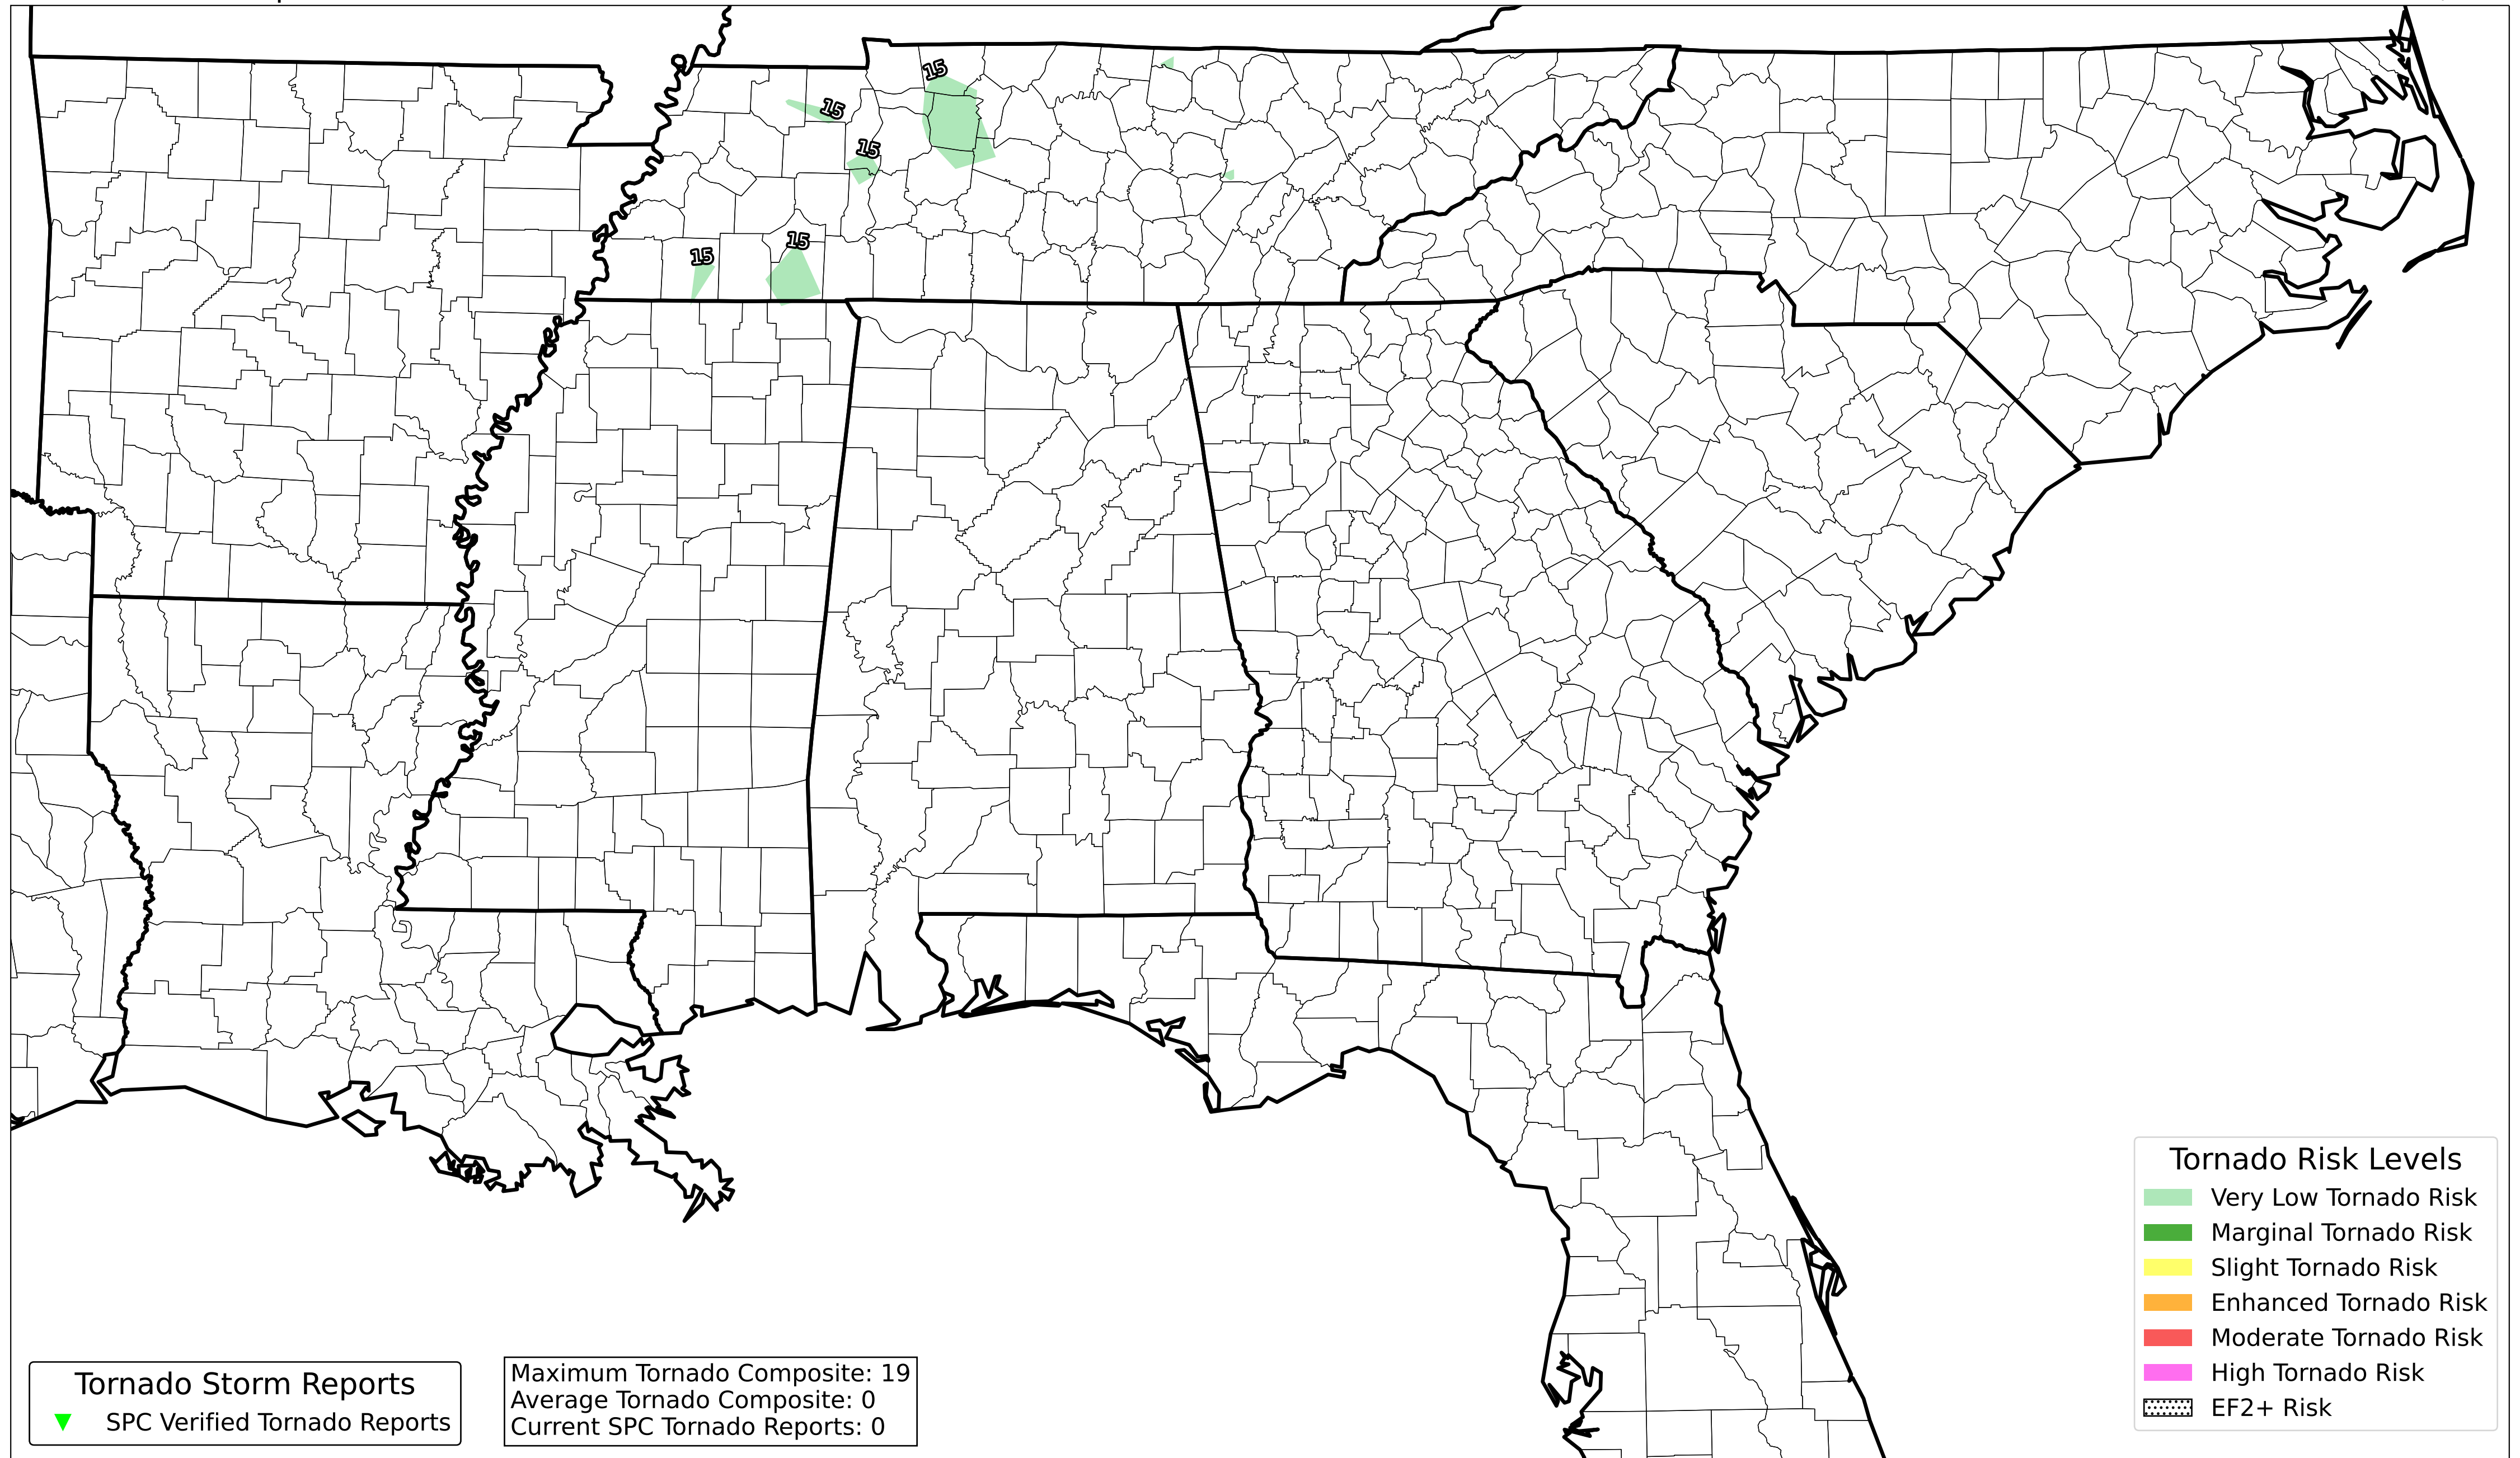 15
15
15
15
15
Tornado Risk Levels
Very Low Tornado Risk
Marginal Tornado Risk
Slight Tornado Risk
Enhanced Tornado Risk
Moderate Tornado Risk
High Tornado Risk
EF2+ Risk
Tornado Storm Reports
SPC Verified Tornado Reports
Maximum Tornado Composite: 19
Average Tornado Composite: 0
Current SPC Tornado Reports: 0